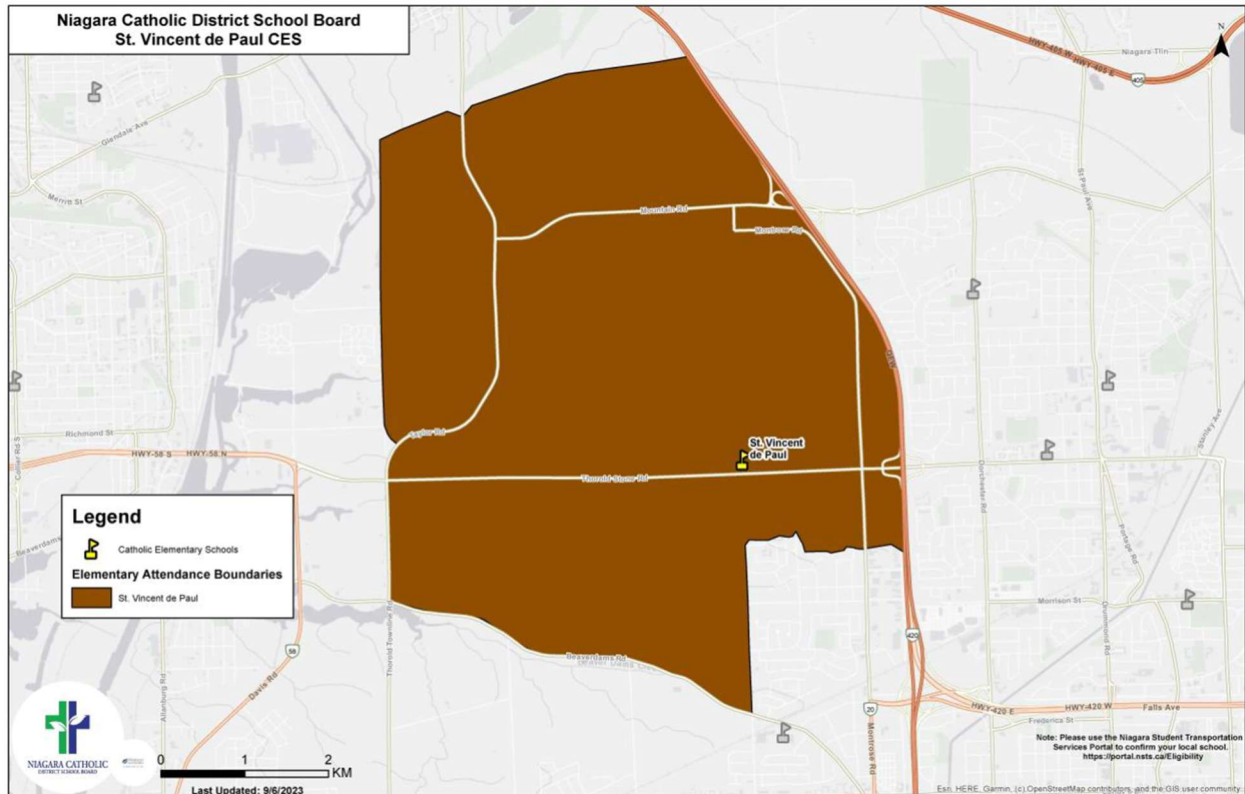 Niagara Catholic District School Board
St. Vincent de Paul CES
N
HWY-405 W
HWY-405 E
405
Niagara Tlin
Glendale Ave
Merritt St
St Paul Ave
Mountain Rd
Montrose Rd
QEW
Taylor Rd
Richmond St
Collier Rd S
HWY-58 S
HWY-58 N
St. Vincent
de Paul
Thorold Stone Rd
Dorchester Rd
Stanley Ave
Portage Rd
Legend
Catholic Elementary Schools
Elementary Attendance Boundaries
St. Vincent de Paul
Beaverdams
Morrison St
Drummond Rd
420
Thorold Townline Rd
Beaverdams Rd
58
Davis Rd
Allanburg Rd
20
Montrose Rd
HWY-420 E
HWY-420 W
Falls Ave
Frederica St
NIAGARA CATHOLIC
DISTRICT SCHOOL BOARD
0 1 2
KM
Last Updated: 9/6/2023
Note: Please use the Niagara Student Transportation
Services Portal to confirm your local school.
https://portal.nsts.ca/Eligibility
Esri, HERE, Garmin, (c) OpenStreetMap contributors, and the GIS user community